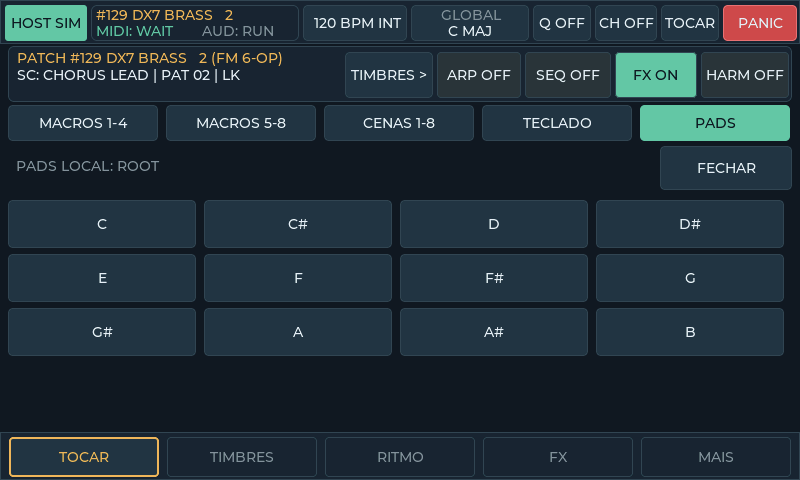 HOST SIM
#129 DX7 BRASS 2
MIDI: WAIT AUD: RUN
120 BPM INT
GLOBAL
C MAJ
Q OFF
CH OFF
TOCAR
PANIC
PATCH #129 DX7 BRASS 2 (FM 6-OP)
SC: CHORUS LEAD | PAT 02 | LK
TIMBRES >
ARP OFF
SEQ OFF
FX ON
HARM OFF
MACROS 1-4
MACROS 5-8
CENAS 1-8
TECLADO
PADS
PADS LOCAL: ROOT
FECHAR
C
C#
D
D#
E
F
F#
G
G#
A
A#
B
TOCAR
TIMBRES
RITMO
FX
MAIS